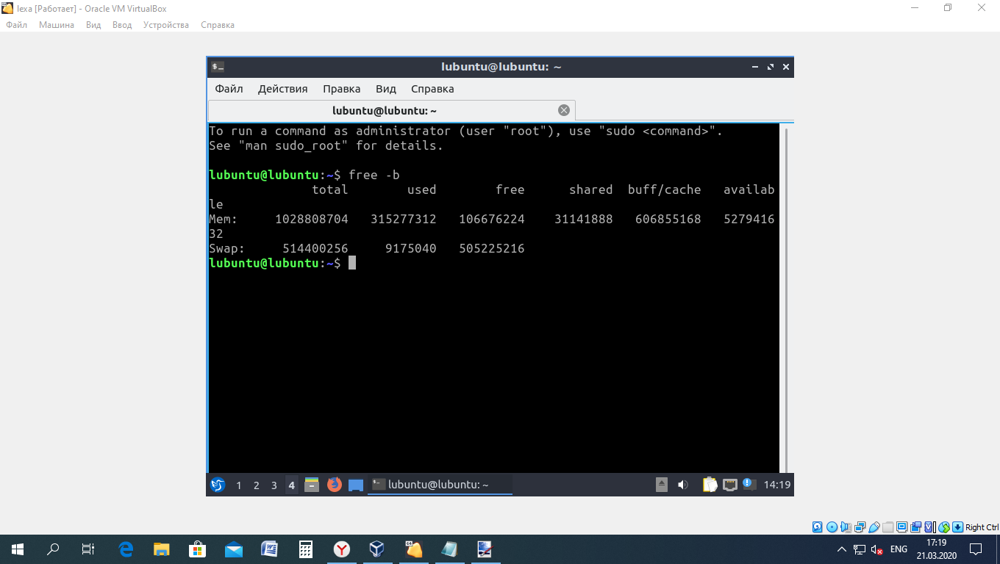 lexa [Работает] - Oracle VM VirtualBox
Файл Машина Вид Ввод Устройства Справка
lubuntu@lubuntu: ~
Файл Действия Правка Вид Справка
lubuntu@lubuntu: ~
To run a command as administrator (user "root"), use "sudo <command>".
See "man sudo_root" for details.
lubuntu@lubuntu:~$ free -b
total used free shared buff/cache availab
le
Mem: 1028808704 315277312 106676224 31141888 606855168 5279416
32
Swap: 514400256 9175040 505225216
lubuntu@lubuntu:~$
1 2 3 4 lubuntu@lubuntu: ~ 14:19
Right Ctrl
ENG 17:19
21.03.2020